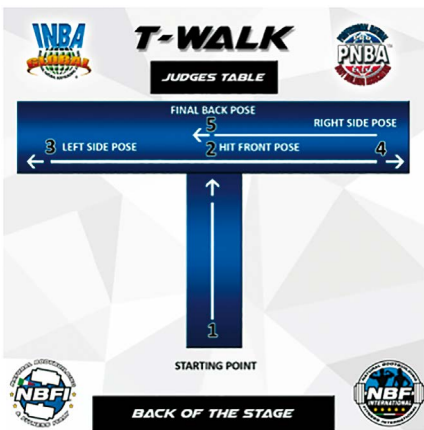 INBA
GLOBAL
T-WALK
PNBA
JUDGES TABLE
FINAL BACK POSE
5
RIGHT SIDE POSE
3 LEFT SIDE POSE
2 HIT FRONT POSE
4
1
STARTING POINT
NBFI
NBF
INTERNATIONAL
BACK OF THE STAGE